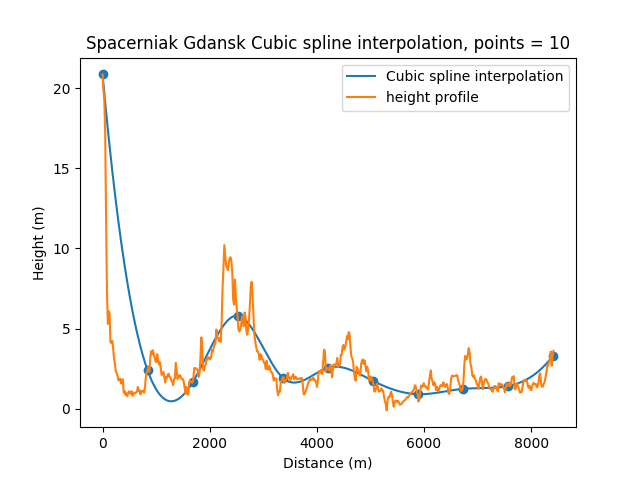 Spacerniak Gdansk Cubic spline interpolation, points = 10
Cubic spline interpolation
height profile
Height (m)
20
15
10
5
0
0 2000 4000 6000 8000
Distance (m)